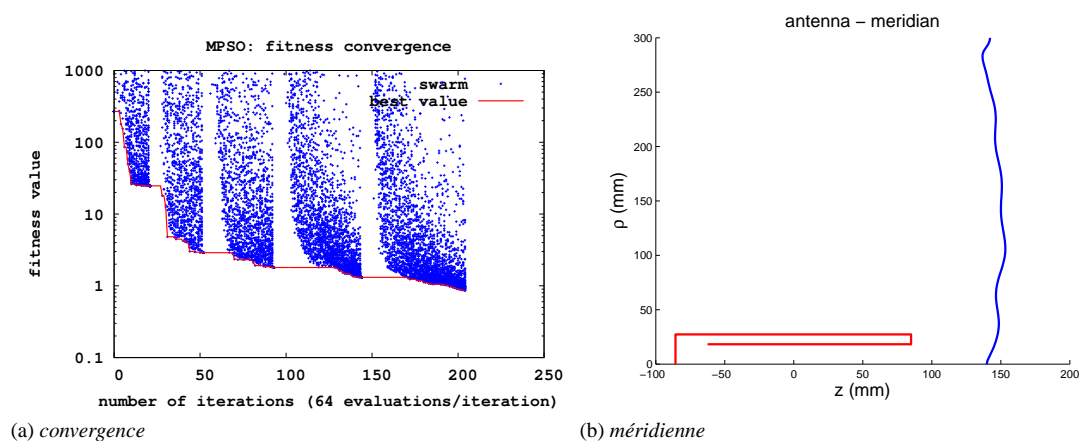 MPSO: fitness convergence
1000
100
10
1
0.1
fitness value
swarm
best value
0 50 100 150 200 250
number of iterations (64 evaluations/iteration)
(a) convergence
antenna − meridian
300
250
200
150
100
50
0
ρ (mm)
−100 −50 0 50 100 150 200
z (mm)
(b) méridienne